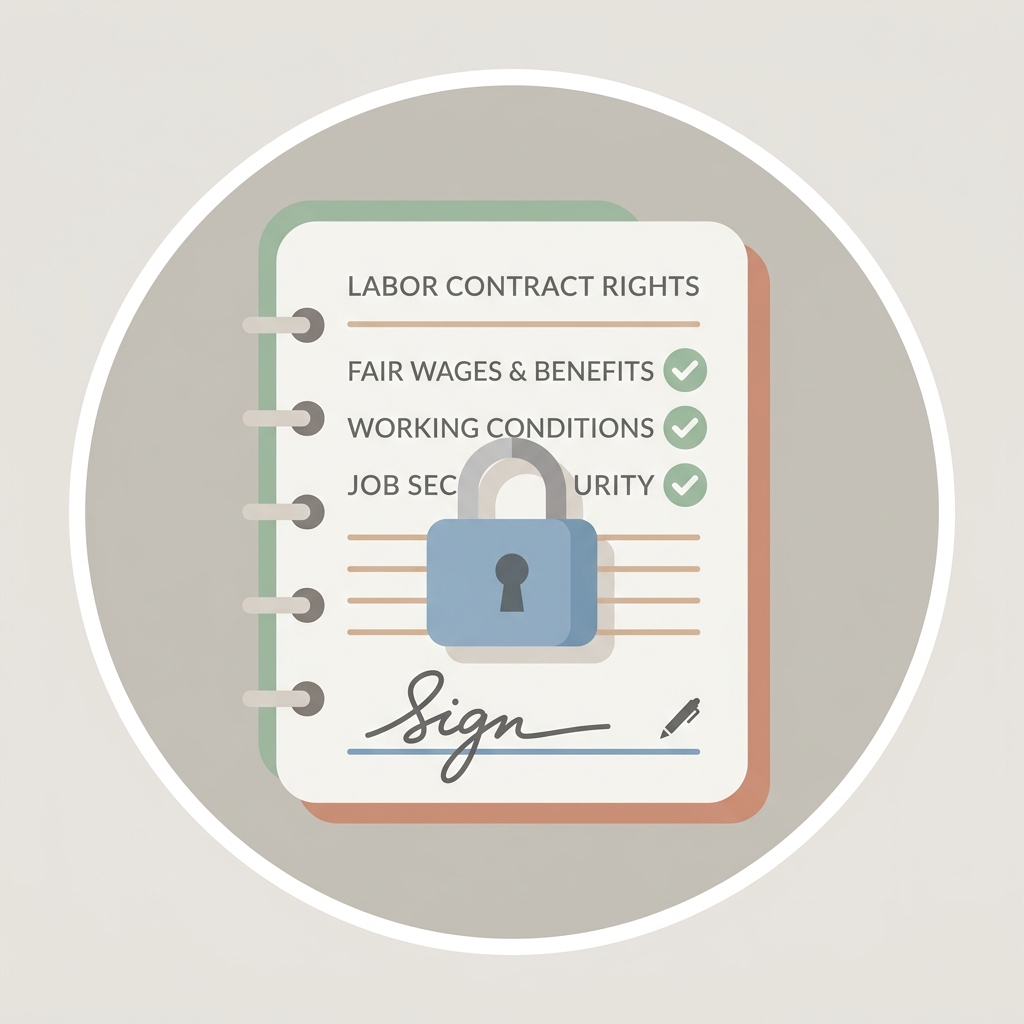 LABOR CONTRACT RIGHTS
FAIR WAGES & BENEFITS
WORKING CONDITIONS
JOB SEC URITY
Sign